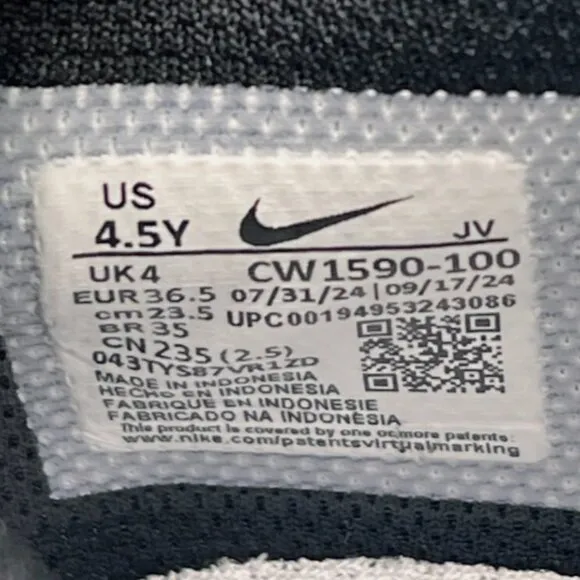 US
4.5Y
JV
UK 4
CW1590-100
EUR 36.5
07/31/24 | 09/17/24
cm 23.5
UPC00194953243086
BR 35
CN 235 (2.5)
043TYS87VR1ZD
MADE IN INDONESIA
HECHO EN INDONESIA
FABRIQUE EN INDONESIE
FABRICADO NA INDONÉSIA
This product is covered by one or more patents:
www.nike.com/patentsvirtualmarking